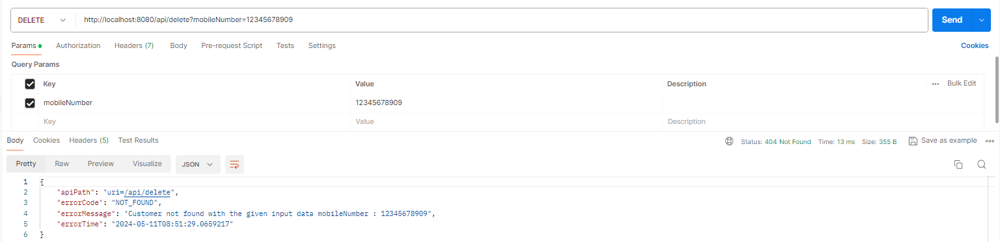 DELETE http://localhost:8080/api/delete?mobileNumber=12345678909 Send
Params Authorization Headers (7) Body Pre-request Script Tests Settings Cookies
Query Params
Key Value Description Bulk Edit
mobileNumber 12345678909
Key Value Description
Body Cookies Headers (5) Test Results Status: 404 Not Found Time: 13 ms Size: 355 B Save as example
Pretty Raw Preview Visualize JSON
1 {
2 "apiPath": "uri=/api/delete",
3 "errorCode": "NOT_FOUND",
4 "errorMessage": "Customer not found with the given input data mobileNumber : 12345678909",
5 "errorTime": "2024-05-11T08:51:29.0659217"
6 }